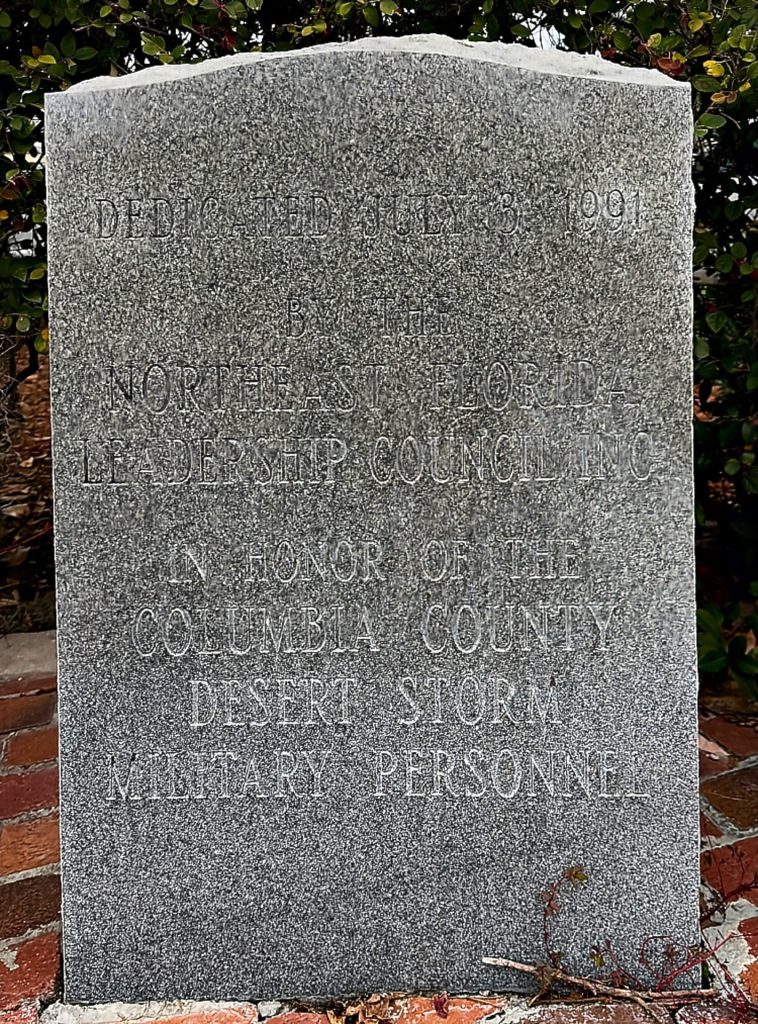 DEDICATED JULY 3, 1991
BY THE
NORTHEAST FLORIDA
LEADERSHIP COUNCIL, INC.
IN HONOR OF THE
COLUMBIA COUNTY
DESERT STORM
MILITARY PERSONNEL